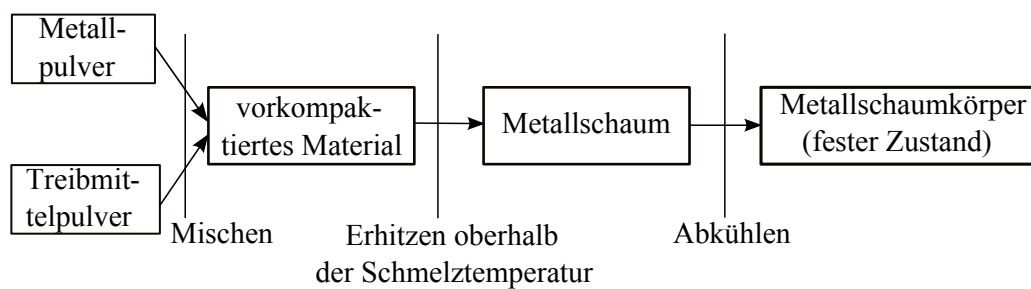 Metall-
pulver
Treibmit-
telpulver
Mischen
vorkompak-
tiertes Material
Erhitzen oberhalb
der Schmelztemperatur
Metallschaum
Abkühlen
Metallschaumkörper
(fester Zustand)